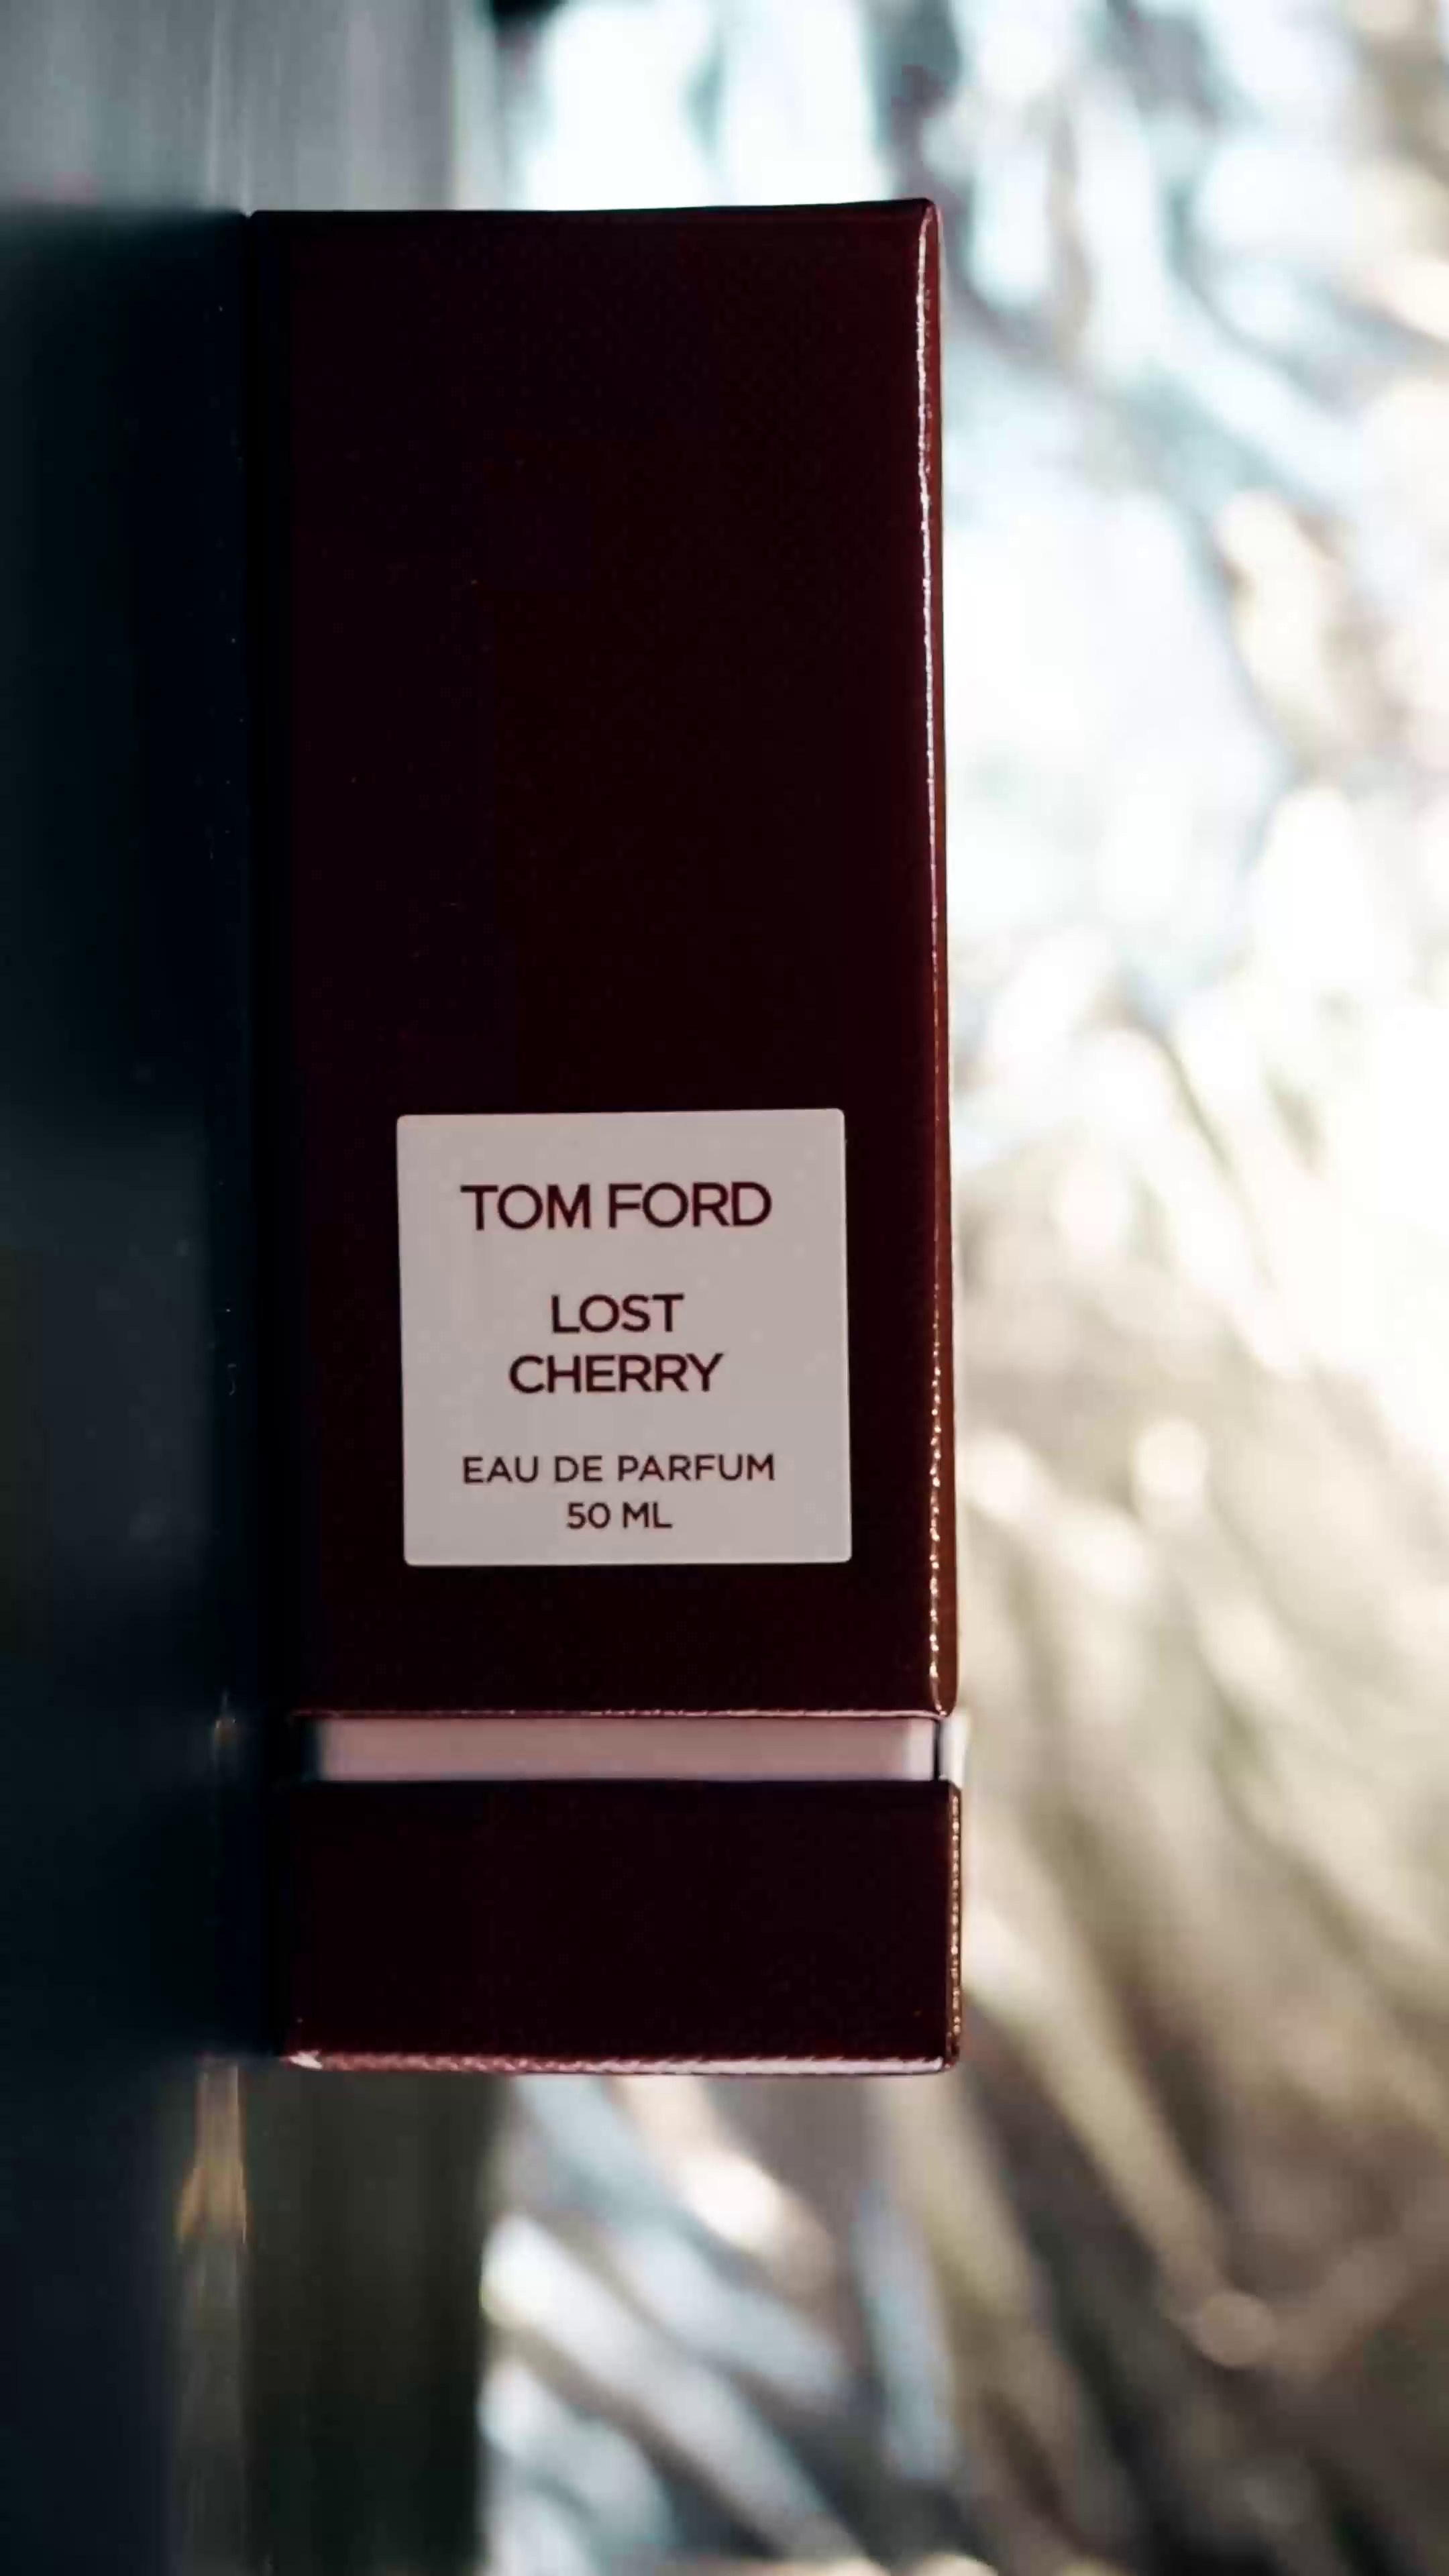 TOM FORD
LOST
CHERRY
EAU DE PARFUM
50 ML